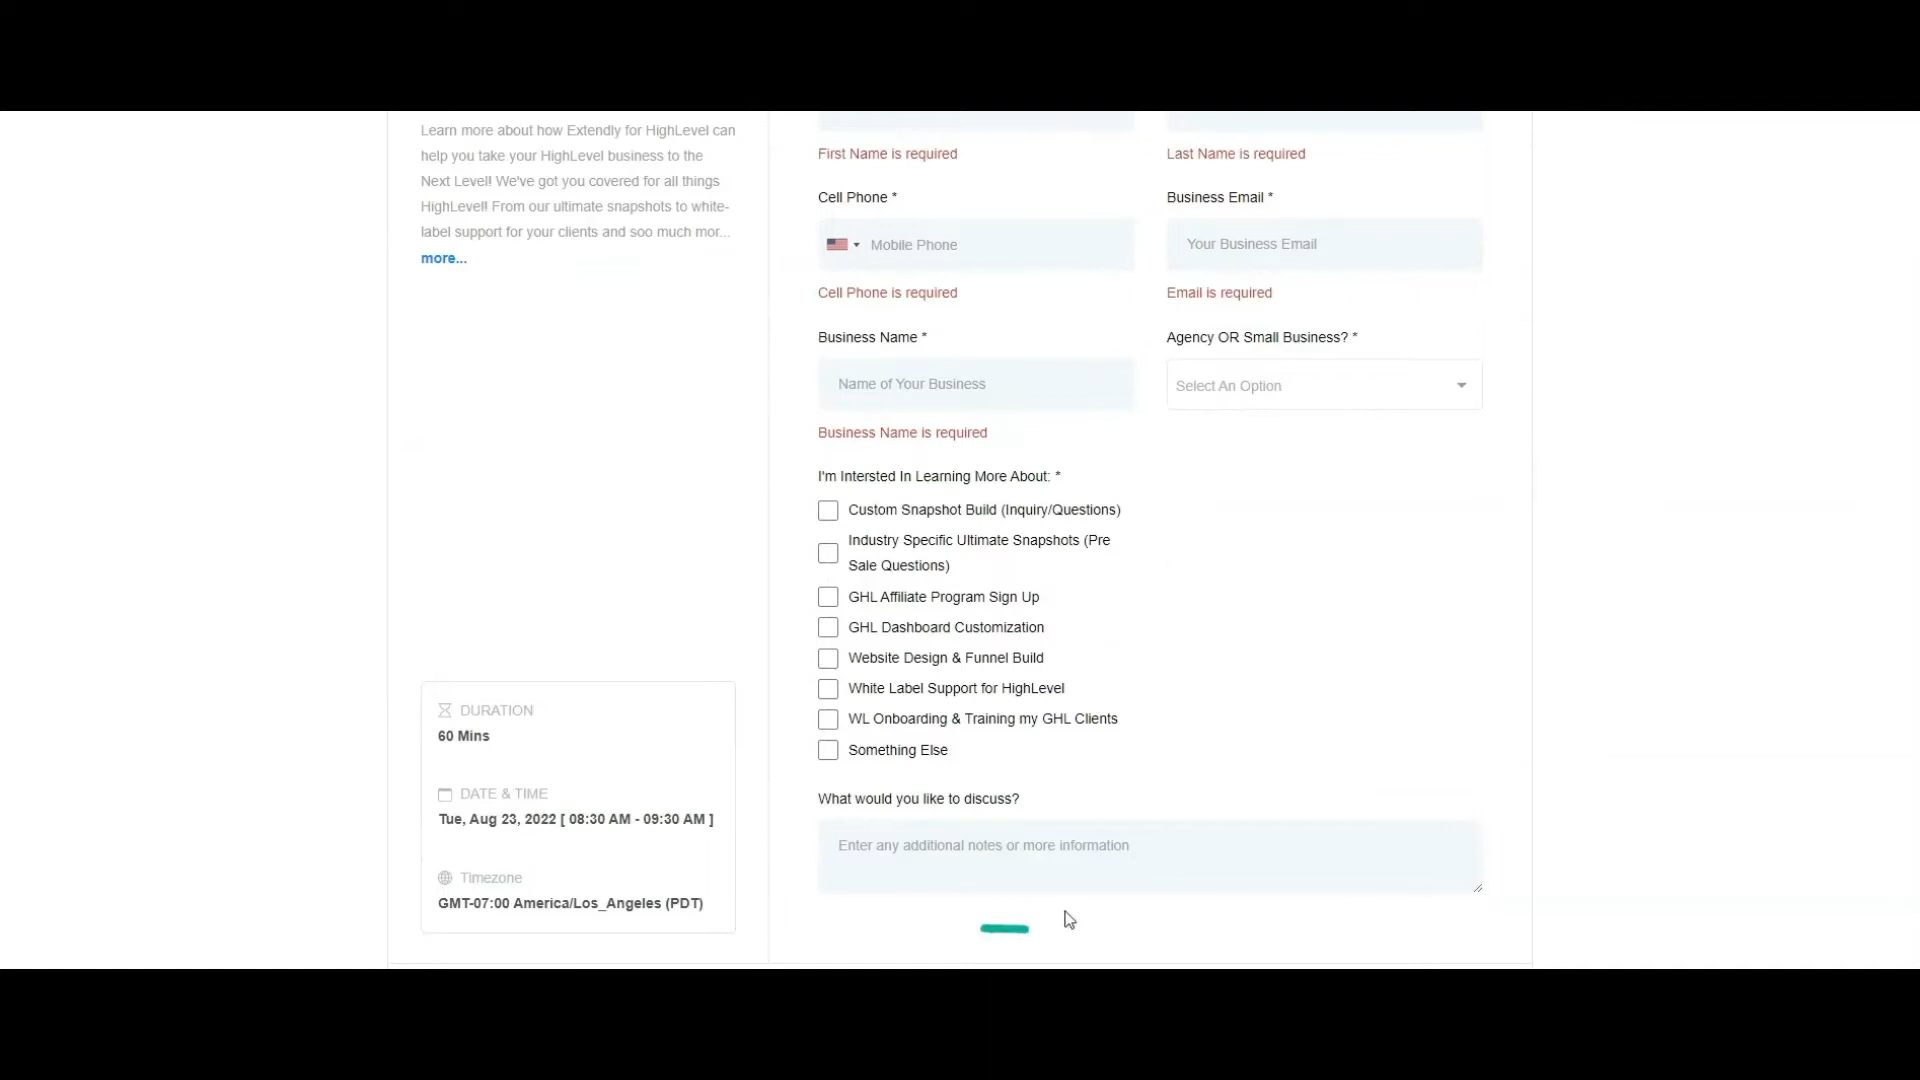 Learn more about how Extendly for HighLevel can
help you take your HighLevel business to the
Next Level! We've got you covered for all things
HighLevel! From our ultimate snapshots to white-
label support for your clients and soo much mor...
more...
DURATION
60 Mins
DATE & TIME
Tue, Aug 23, 2022 [ 08:30 AM - 09:30 AM ]
Timezone
GMT-07:00 America/Los_Angeles (PDT)
First Name is required
Last Name is required
Cell Phone *
Business Email *
Mobile Phone
Your Business Email
Cell Phone is required
Email is required
Business Name *
Agency OR Small Business? *
Name of Your Business
Select An Option
Business Name is required
I'm Intersted In Learning More About: *
Custom Snapshot Build (Inquiry/Questions)
Industry Specific Ultimate Snapshots (Pre
Sale Questions)
GHL Affiliate Program Sign Up
GHL Dashboard Customization
Website Design & Funnel Build
White Label Support for HighLevel
WL Onboarding & Training my GHL Clients
Something Else
What would you like to discuss?
Enter any additional notes or more information